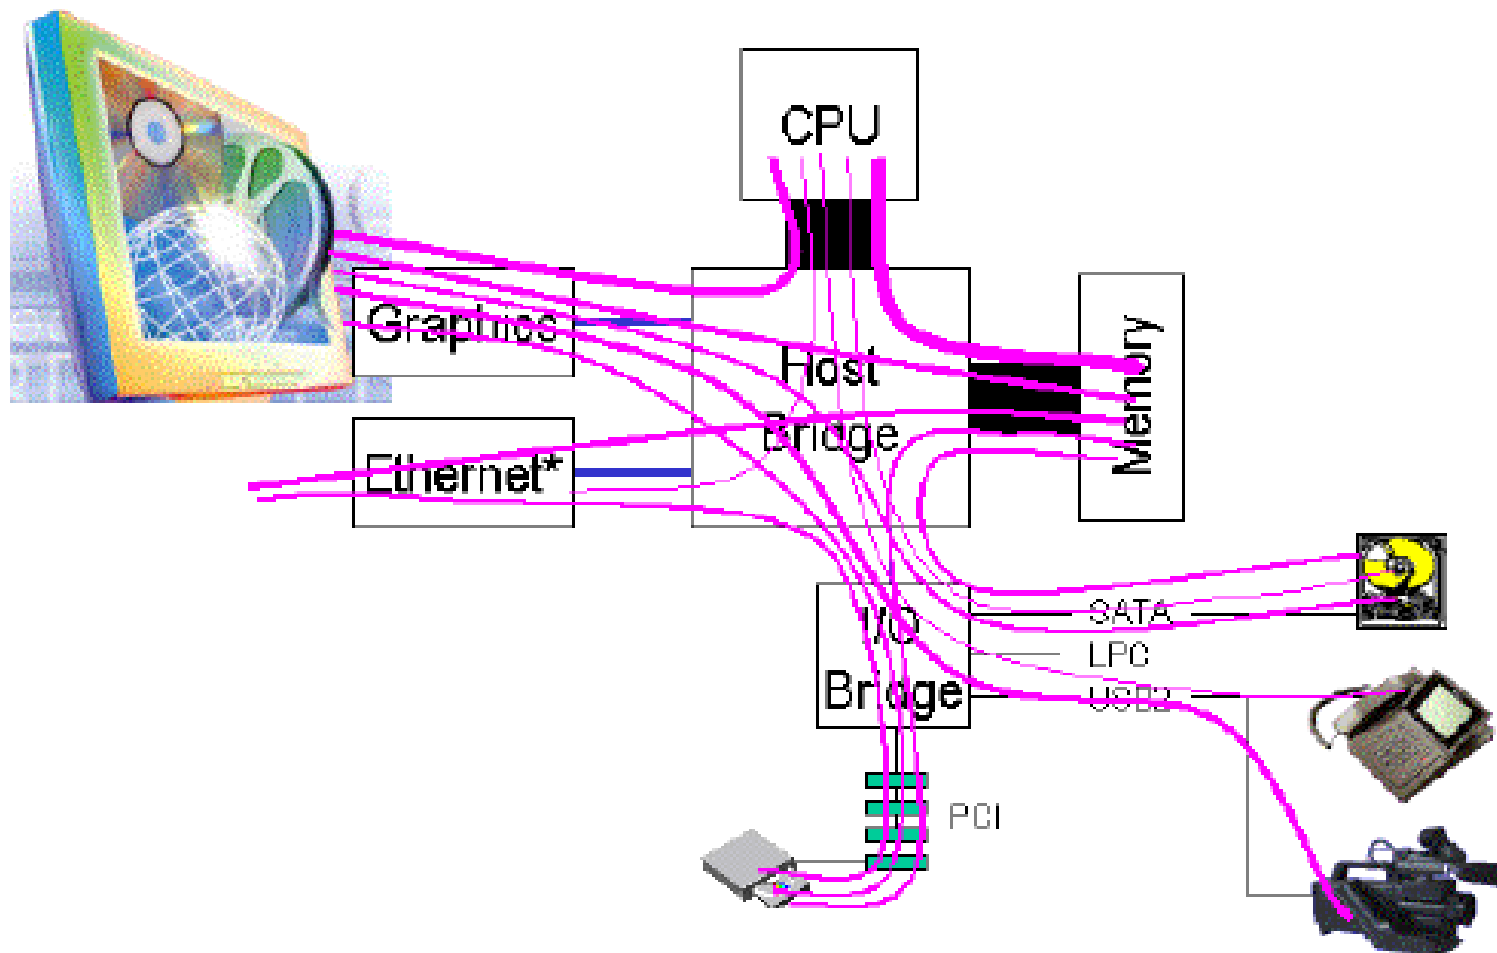 CPU
Graphics
Host
Bridge
Memory
Ethernet*
SATA
I/O
Bridge
LPC
USB2
PCI